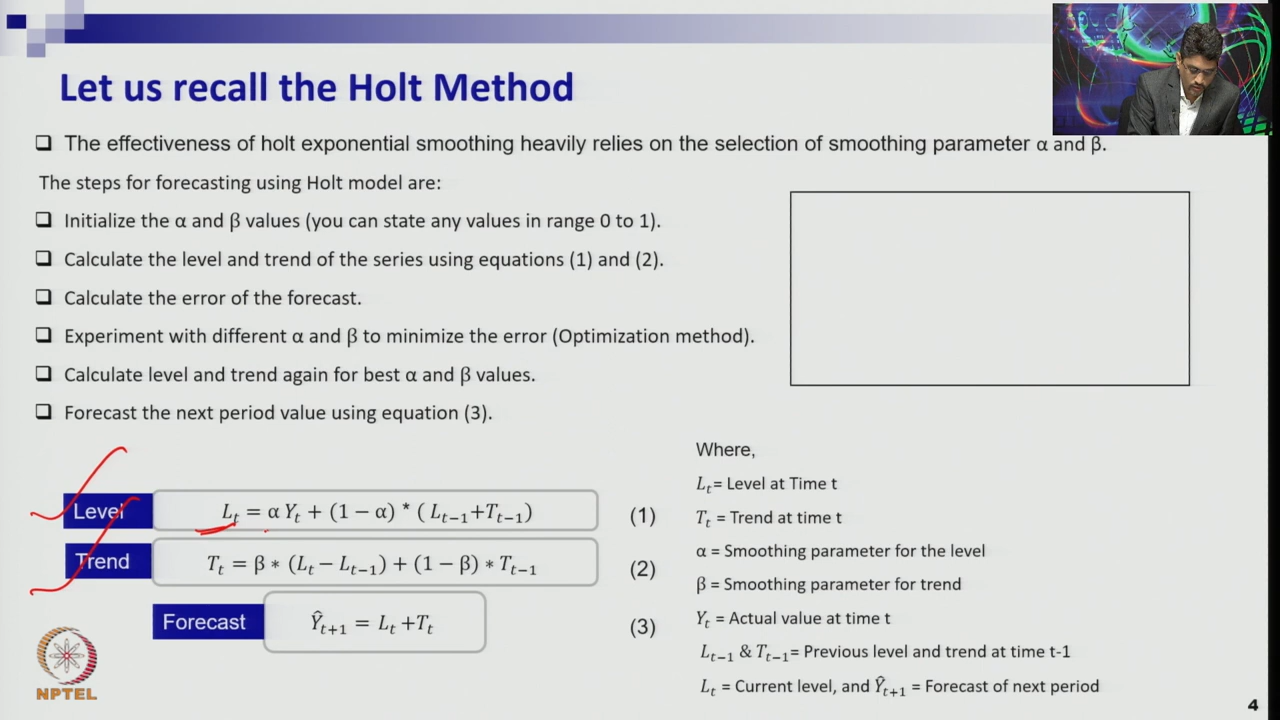 Let us recall the Holt Method
❑ The effectiveness of holt exponential smoothing heavily relies on the selection of smoothing parameter α and β.
The steps for forecasting using Holt model are:
❑ Initialize the α and β values (you can state any values in range 0 to 1).
❑ Calculate the level and trend of the series using equations (1) and (2).
❑ Calculate the error of the forecast.
❑ Experiment with different α and β to minimize the error (Optimization method).
❑ Calculate level and trend again for best α and β values.
❑ Forecast the next period value using equation (3).
Level L_t = α Y_t + (1 − α) * ( L_{t−1}+T_{t−1}) (1)
Trend T_t = β ∗ (L_t − L_{t−1}) + (1 − β) ∗ T_{t−1} (2)
Forecast Ŷ_{t+1} = L_t +T_t (3)
Where,
L_t= Level at Time t
T_t = Trend at time t
α = Smoothing parameter for the level
β = Smoothing parameter for trend
Y_t = Actual value at time t
L_{t−1} & T_{t−1}= Previous level and trend at time t-1
L_t = Current level, and Ŷ_{t+1} = Forecast of next period
NPTEL
4